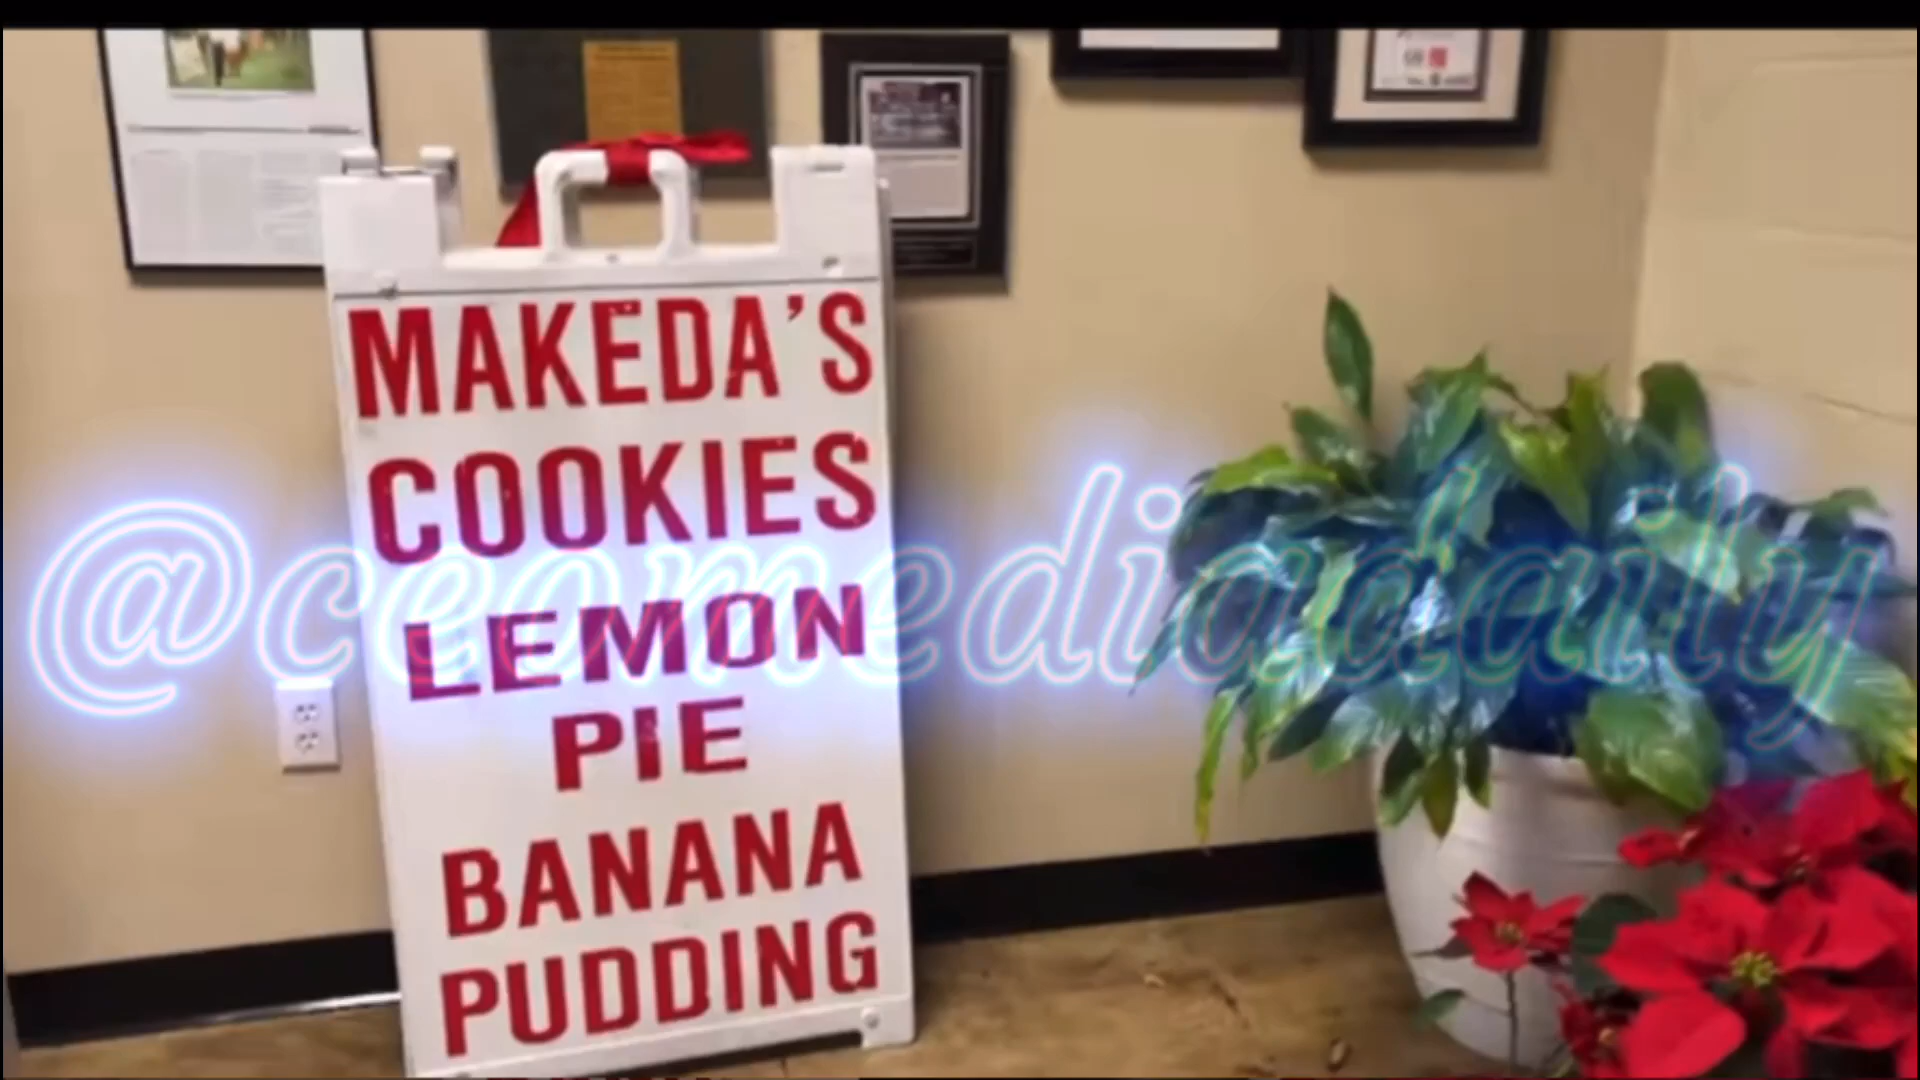 MAKEDA'S
COOKIES
@ceomediadaily
LEMON
PIE
BANANA
PUDDING